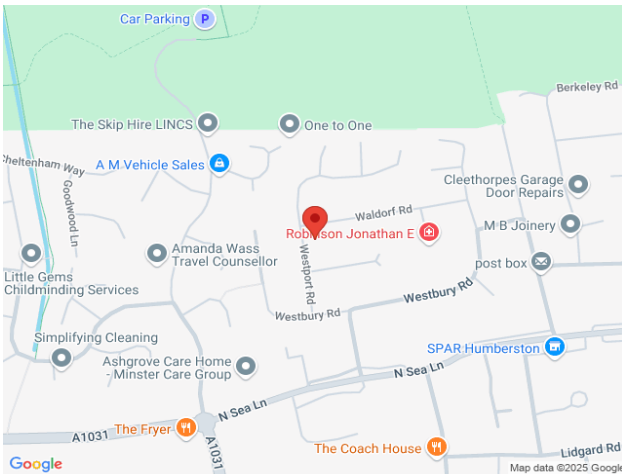 Car Parking
P
Berkeley Rd
The Skip Hire LINCS
One to One
Cheltenham Way
A M Vehicle Sales
Goodwood Ln
Cleethorpes Garage
Door Repairs
Waldorf Rd
Robinson Jonathan E
M B Joinery
Amanda Wass
Travel Counsellor
Westport Rd
post box
Little Gems
Childminding Services
Westbury Rd
Westbury Rd
Simplifying Cleaning
SPAR Humberston
Ashgrove Care Home
Minster Care Group
N Sea Ln
N Sea Ln
The Fryer
A1031
A1031
The Coach House
Lidgard Rd
Google
Map data ©2025 Google